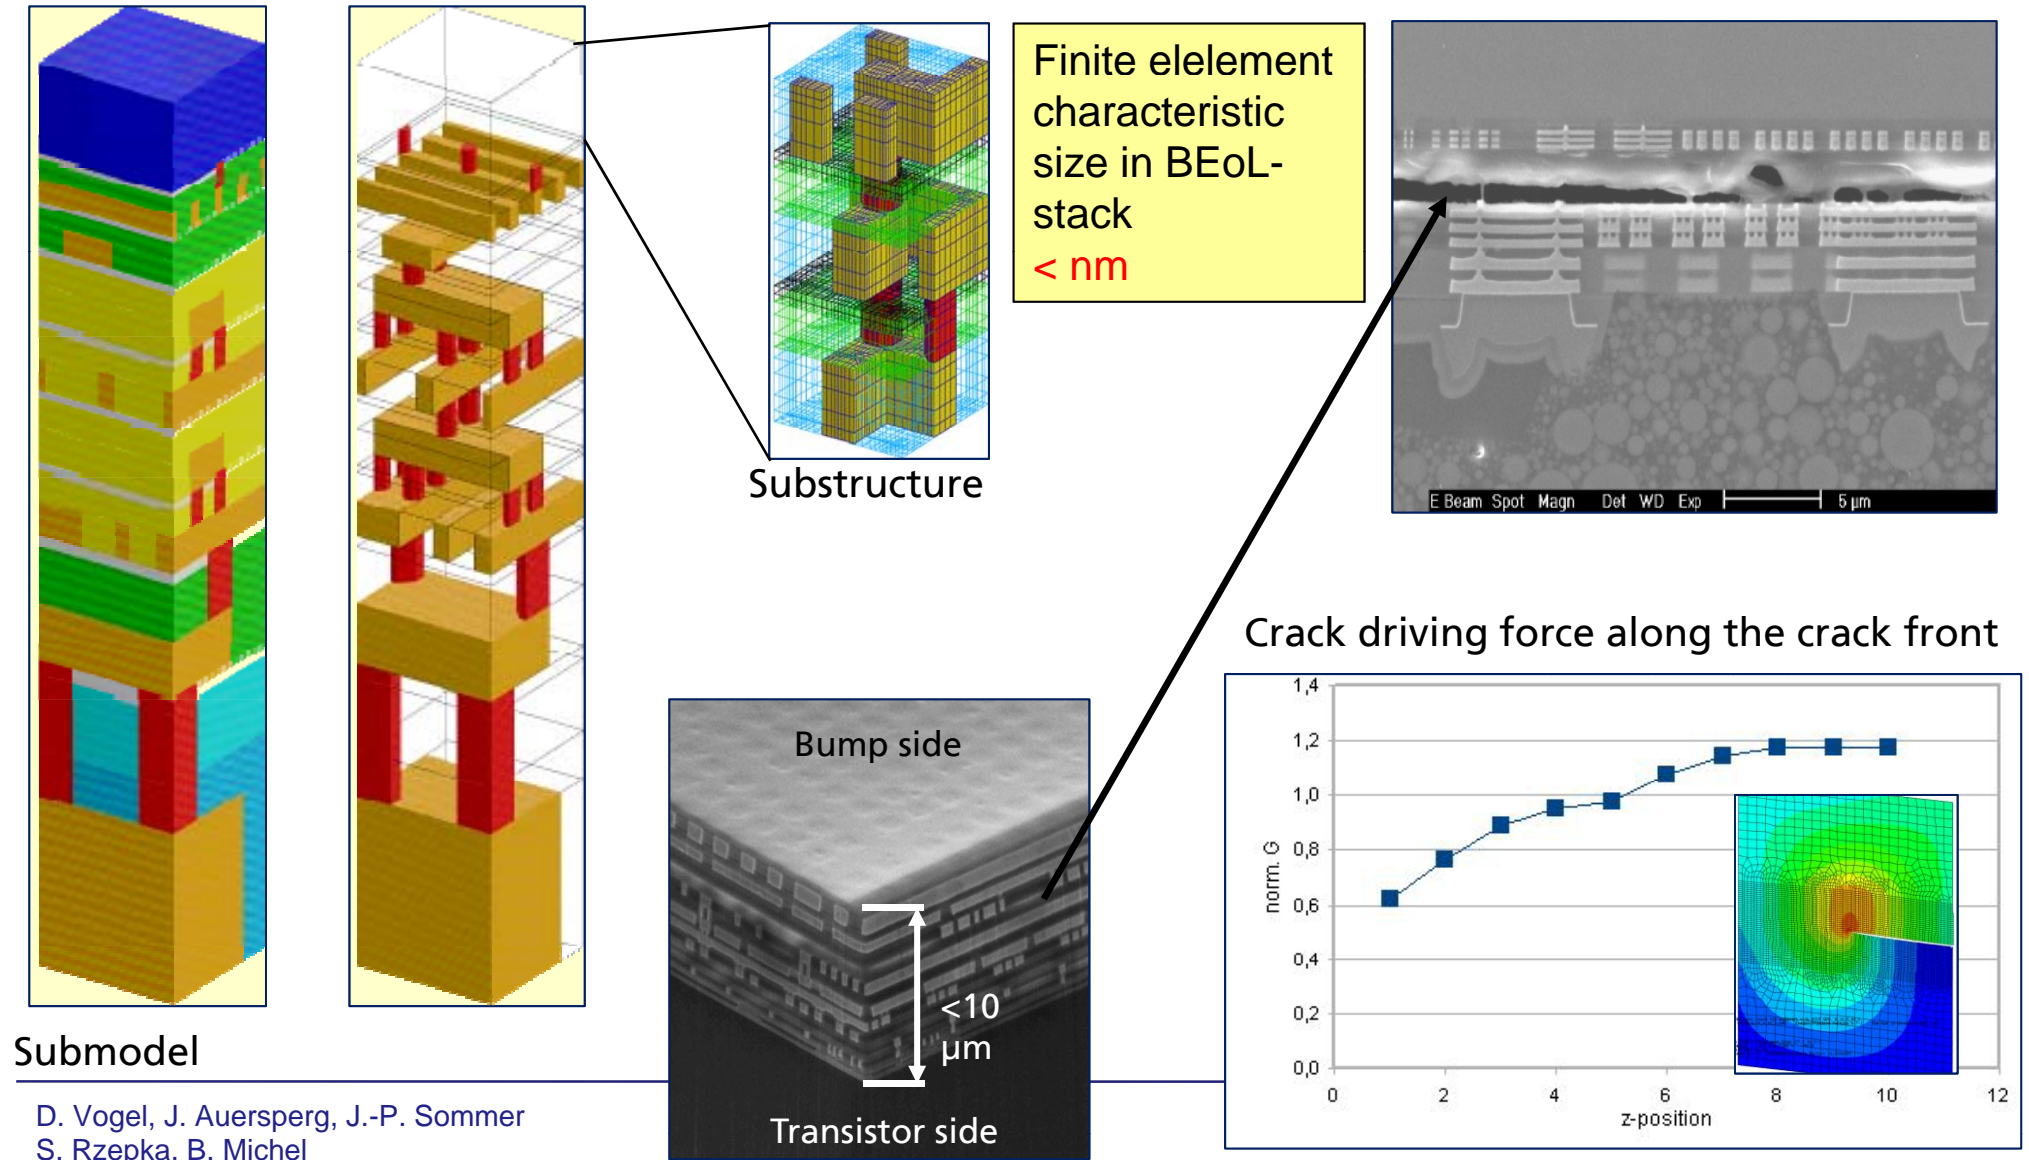 Finite elelement
characteristic
size in BEoL-
stack
< nm
Substructure
E Beam Spot Magn Det WD Exp 5 µm
Submodel
Bump side
<10
µm
Transistor side
Crack driving force along the crack front
1,4
1,2
1,0
0,8
0,6
0,4
0,2
0,0
norm. G
0 2 4 6 8 10 12
z-position
D. Vogel, J. Auersperg, J.-P. Sommer
S. Rzepka, B. Michel